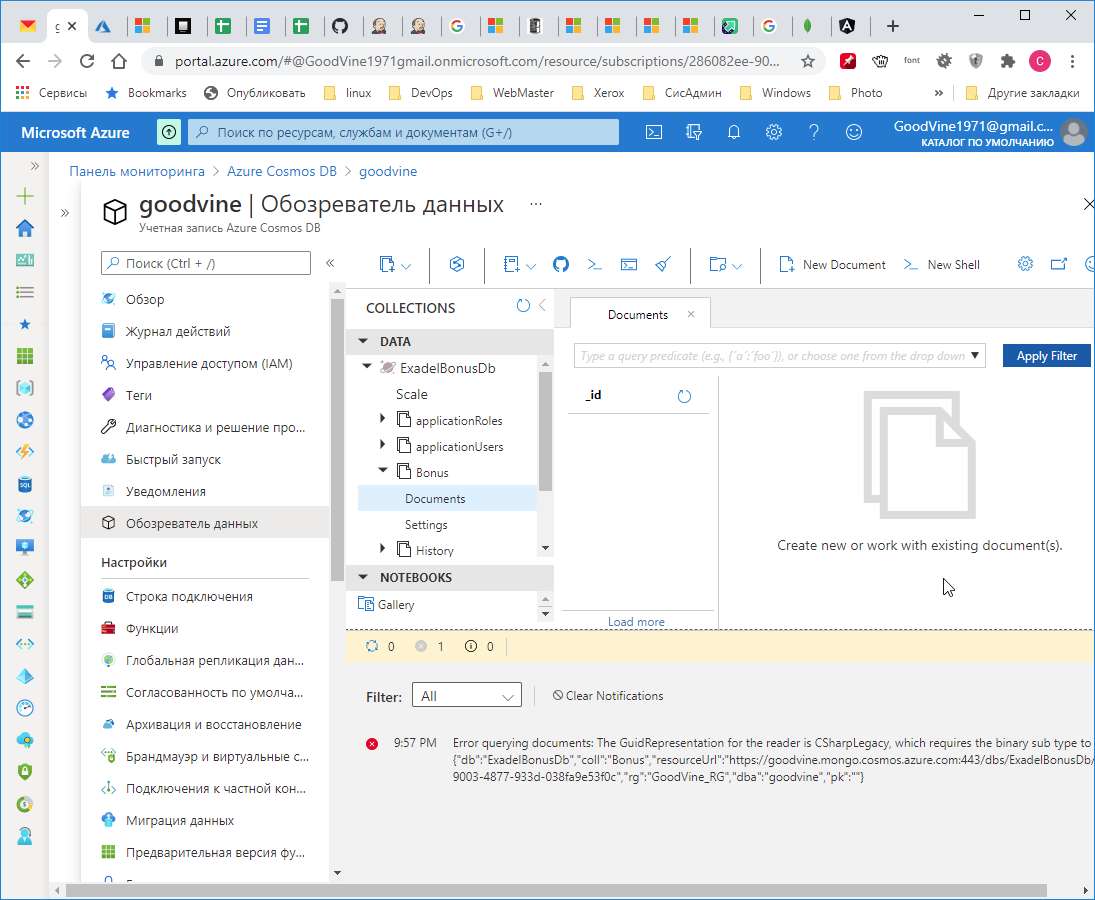 g
portal.azure.com/#@GoodVine1971gmail.onmicrosoft.com/resource/subscriptions/286082ee-90...
font
C
Сервисы
Bookmarks
Опубликовать
linux
DevOps
WebMaster
Xerox
СисАдмин
Windows
Photo
»
Другие закладки
Microsoft Azure
Поиск по ресурсам, службам и документам (G+/)
GoodVine1971@gmail.c...
КАТАЛОГ ПО УМОЛЧАНИЮ
Панель мониторинга > Azure Cosmos DB > goodvine
goodvine | Обозреватель данных ...
Учетная запись Azure Cosmos DB
Поиск (Ctrl + /)
New Document
New Shell
Обзор
Журнал действий
Управление доступом (IAM)
Теги
Диагностика и решение про...
Быстрый запуск
Уведомления
Обозреватель данных
Настройки
Строка подключения
Функции
Глобальная репликация дан...
Согласованность по умолча...
Архивация и восстановление
Брандмауэр и виртуальные с...
Подключения к частной кон...
Миграция данных
Предварительная версия фу...
COLLECTIONS
DATA
ExadelBonusDb
Scale
applicationRoles
applicationUsers
Bonus
Documents
Settings
History
NOTEBOOKS
Gallery
Documents
Type a query predicate (e.g., {´a´:´foo´}), or choose one from the drop down
Apply Filter
_id
Load more
Create new or work with existing document(s).
0
1
0
Filter:
All
Clear Notifications
9:57 PM
Error querying documents: The GuidRepresentation for the reader is CSharpLegacy, which requires the binary sub type to
{"db":"ExadelBonusDb","coll":"Bonus","resourceUrl":"https://goodvine.mongo.cosmos.azure.com:443/dbs/ExadelBonusDb/
9003-4877-933d-038fa9e53f0c","rg":"GoodVine_RG","dba":"goodvine","pk":""}